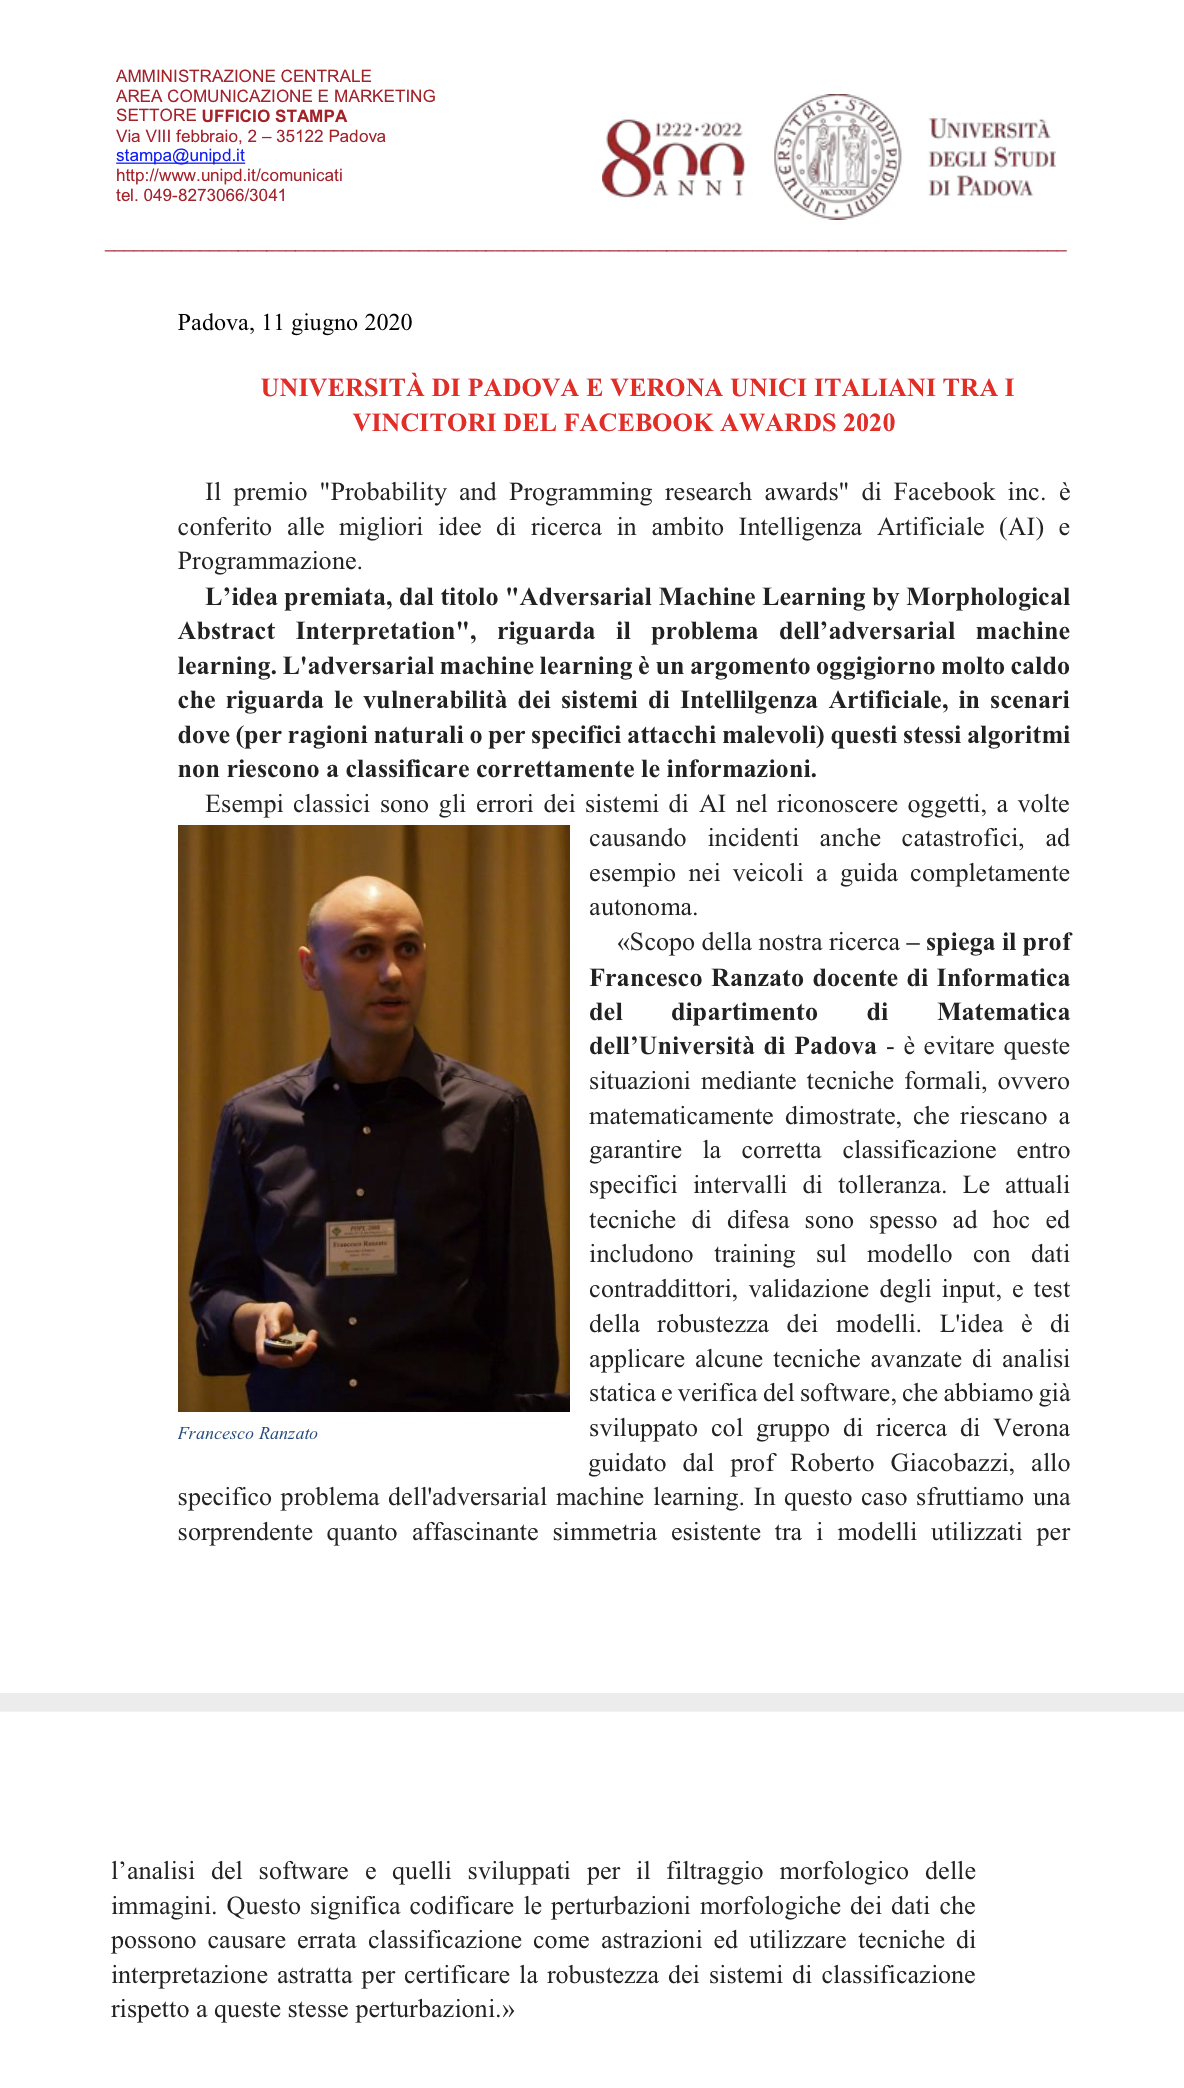 AMMINISTRAZIONE CENTRALE
AREA COMUNICAZIONE E MARKETING
SETTORE UFFICIO STAMPA
Via VIII febbraio, 2 – 35122 Padova
stampa@unipd.it
http://www.unipd.it/comunicati
tel. 049-8273066/3041
1222·2022
800
ANNI
UNIVERSITAS STUDII PADUANI
MCCXXII
UNIVERSITÀ
DEGLI STUDI
DI PADOVA
Padova, 11 giugno 2020
UNIVERSITÀ DI PADOVA E VERONA UNICI ITALIANI TRA I
VINCITORI DEL FACEBOOK AWARDS 2020
Il premio "Probability and Programming research awards" di Facebook inc. è
conferito alle migliori idee di ricerca in ambito Intelligenza Artificiale (AI) e
Programmazione.
L’idea premiata, dal titolo "Adversarial Machine Learning by Morphological
Abstract Interpretation", riguarda il problema dell’adversarial machine
learning. L'adversarial machine learning è un argomento oggigiorno molto caldo
che riguarda le vulnerabilità dei sistemi di Intellilgenza Artificiale, in scenari
dove (per ragioni naturali o per specifici attacchi malevoli) questi stessi algoritmi
non riescono a classificare correttamente le informazioni.
Esempi classici sono gli errori dei sistemi di AI nel riconoscere oggetti, a volte
causando incidenti anche catastrofici, ad
esempio nei veicoli a guida completamente
autonoma.
«Scopo della nostra ricerca – spiega il prof
Francesco Ranzato docente di Informatica
del dipartimento di Matematica
dell’Università di Padova - è evitare queste
situazioni mediante tecniche formali, ovvero
matematicamente dimostrate, che riescano a
garantire la corretta classificazione entro
specifici intervalli di tolleranza. Le attuali
tecniche di difesa sono spesso ad hoc ed
includono training sul modello con dati
contraddittori, validazione degli input, e test
della robustezza dei modelli. L'idea è di
applicare alcune tecniche avanzate di analisi
statica e verifica del software, che abbiamo già
sviluppato col gruppo di ricerca di Verona
guidato dal prof Roberto Giacobazzi, allo
POPL 2008
Francesco Ranzato
Francesco Ranzato
specifico problema dell'adversarial machine learning. In questo caso sfruttiamo una
sorprendente quanto affascinante simmetria esistente tra i modelli utilizzati per
l’analisi del software e quelli sviluppati per il filtraggio morfologico delle
immagini. Questo significa codificare le perturbazioni morfologiche dei dati che
possono causare errata classificazione come astrazioni ed utilizzare tecniche di
interpretazione astratta per certificare la robustezza dei sistemi di classificazione
rispetto a queste stesse perturbazioni.»